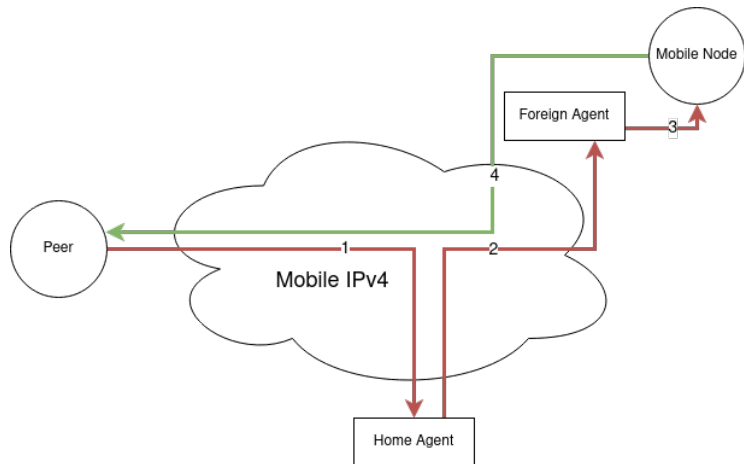 Mobile Node
Foreign Agent
3
4
Peer
1
2
Mobile IPv4
Home Agent